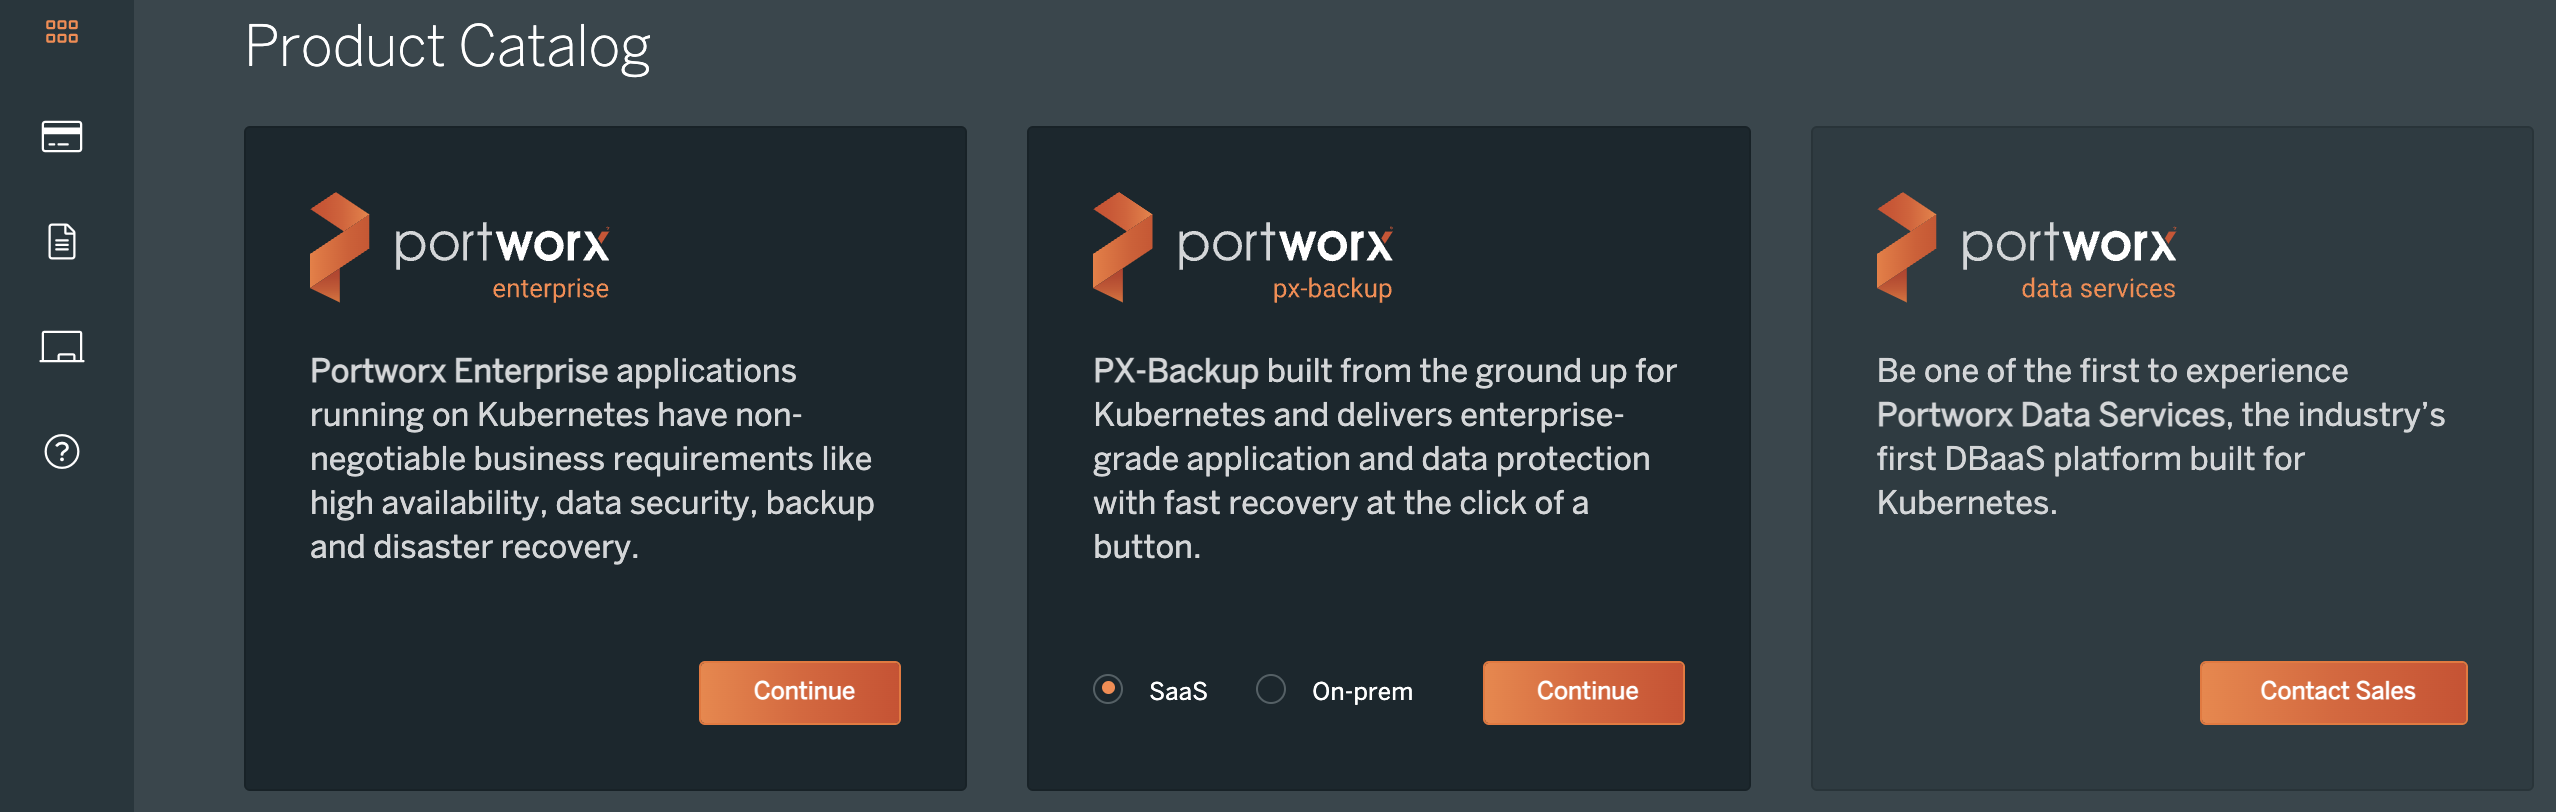 Product Catalog
portworx
enterprise
Portworx Enterprise applications
running on Kubernetes have non-
negotiable business requirements like
high availability, data security, backup
and disaster recovery.
Continue
portworx
px-backup
PX-Backup built from the ground up for
Kubernetes and delivers enterprise-
grade application and data protection
with fast recovery at the click of a
button.
SaaS
On-prem
Continue
portworx
data services
Be one of the first to experience
Portworx Data Services, the industry's
first DBaaS platform built for
Kubernetes.
Contact Sales